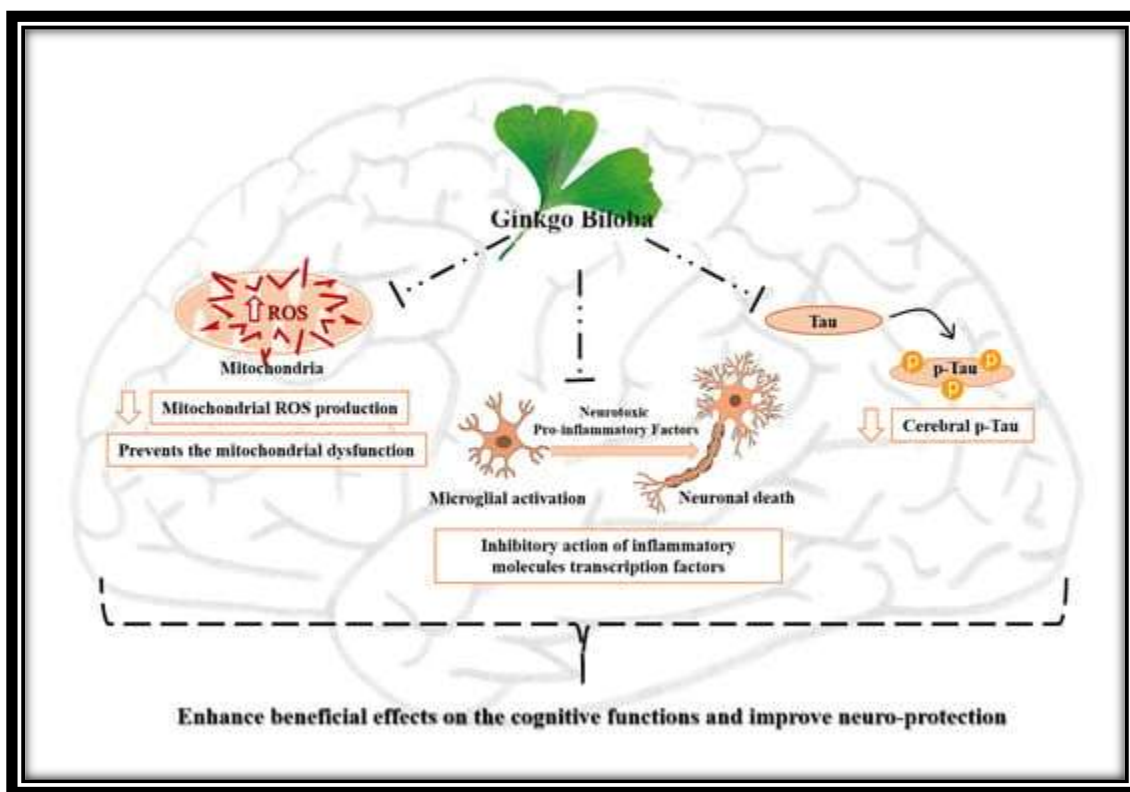 Ginkgo Biloba
ROS
Mitochondria
Mitochondrial ROS production
Prevents the mitochondrial dysfunction
Neurotoxic
Pro-inflammatory Factors
Microglial activation
Neuronal death
Inhibitory action of inflammatory
molecules transcription factors
Tau
P
P
p-Tau
P
Cerebral p-Tau
Enhance beneficial effects on the cognitive functions and improve neuro-protection